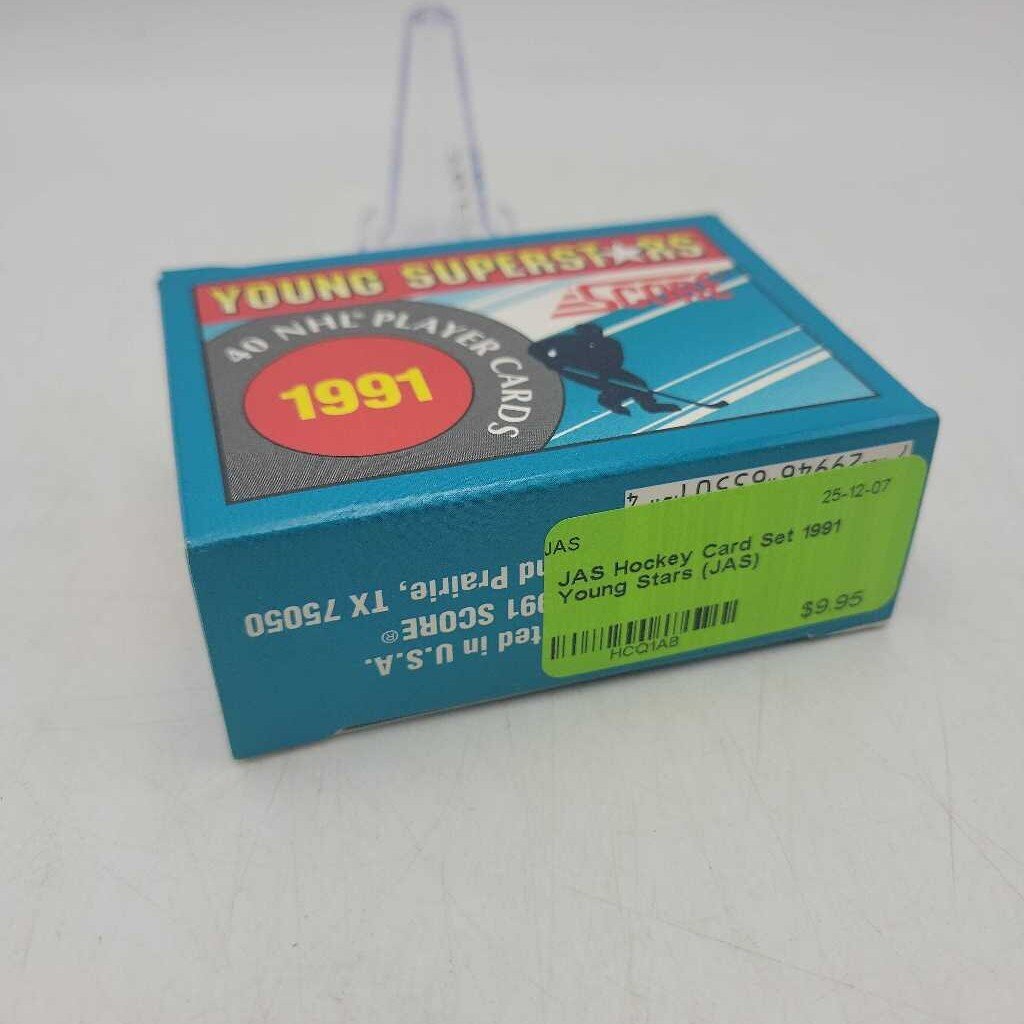 YOUNG SUPERSTARS
SCORE
40 NHL® PLAYER CARDS
1991
25-12-07
JAS
JAS Hockey Card Set 1991
Young Stars (JAS)
$9.95
HCQ1AB
ted in U.S.A.
991 SCORE®
nd Prairie, TX 75050